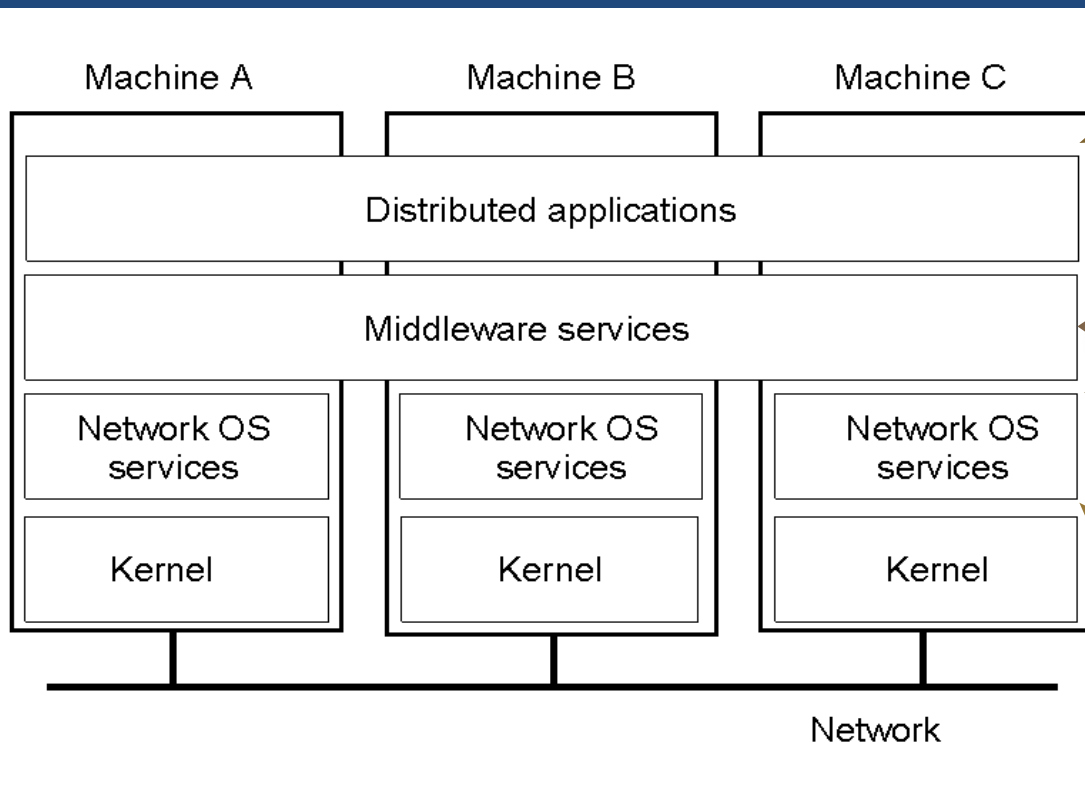 Machine A
Machine B
Machine C
Distributed applications
Middleware services
Network OS
services
Network OS
services
Network OS
services
Kernel
Kernel
Kernel
Network